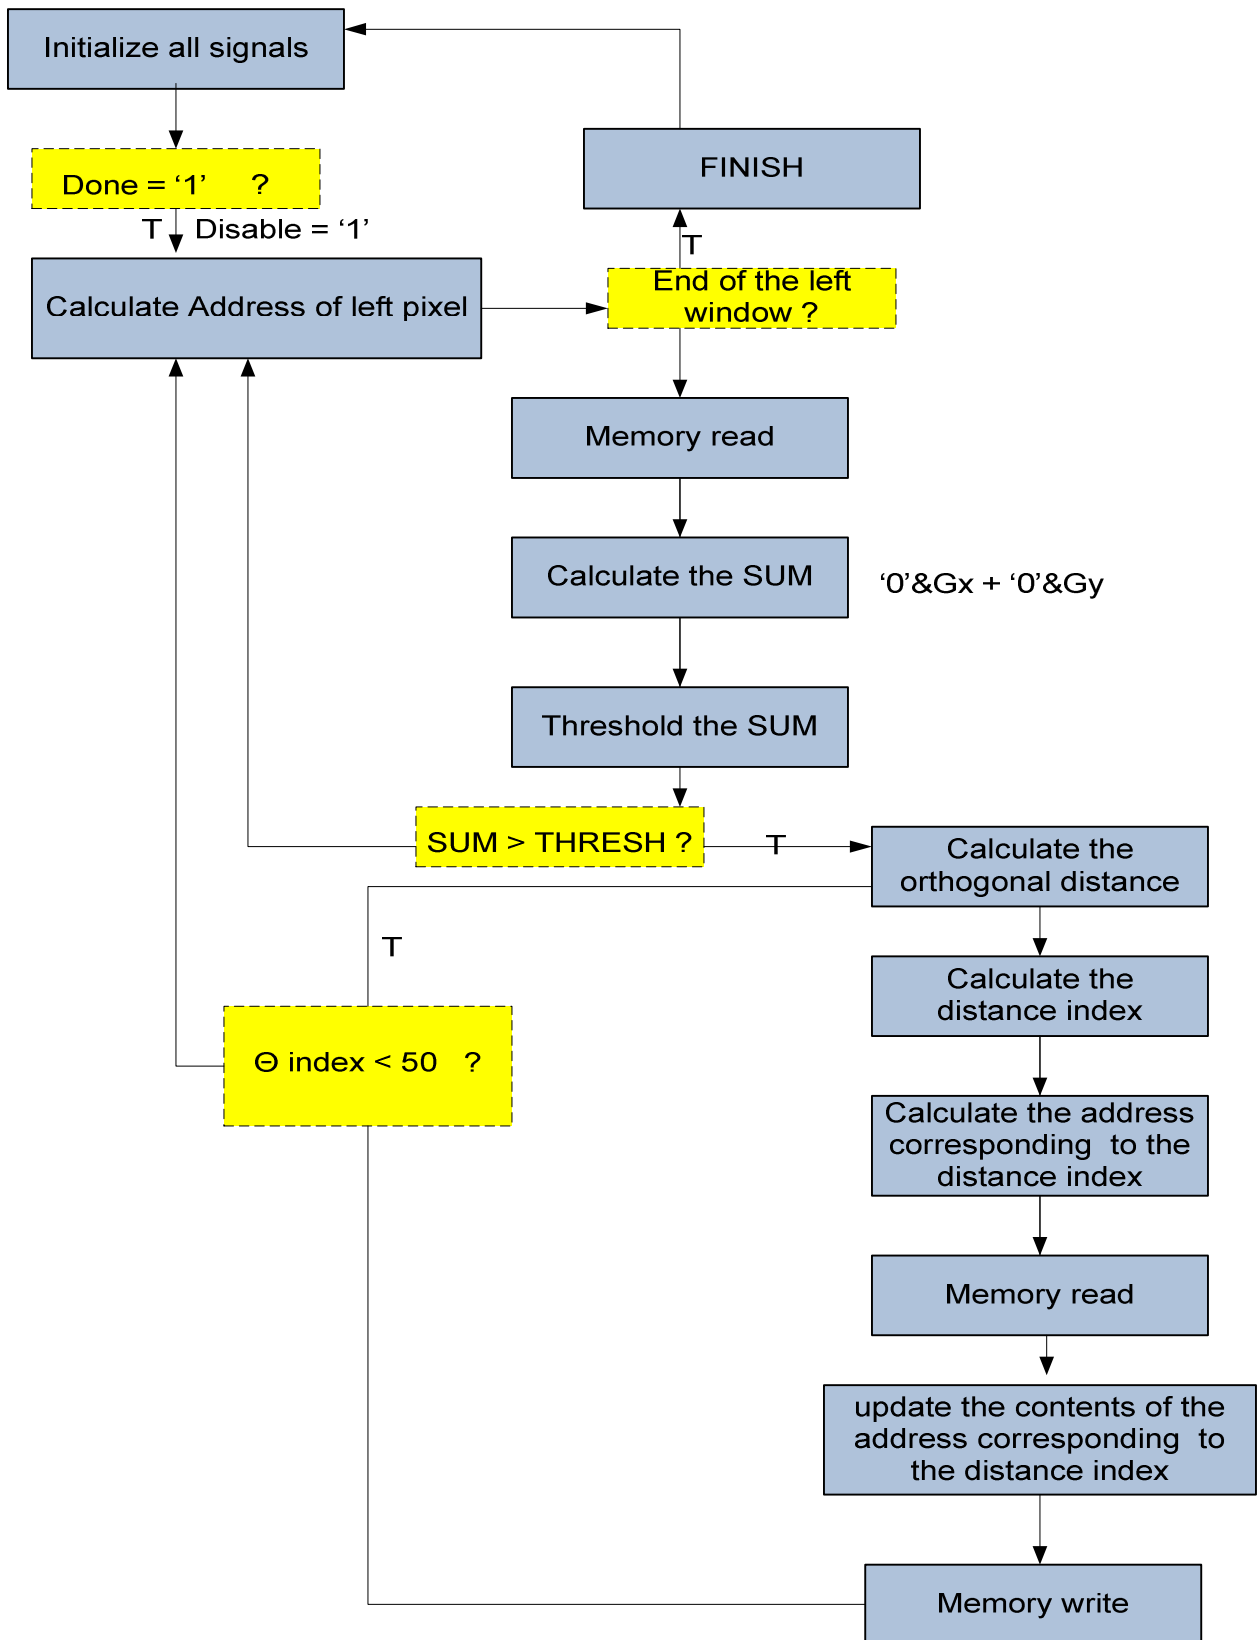 Initialize all signals
Done = ‘1’ ?
T Disable = ‘1’
FINISH
T
Calculate Address of left pixel
End of the left
window ?
Memory read
Calculate the SUM
‘0’&Gx + ‘0’&Gy
Threshold the SUM
SUM > THRESH ?
T
Calculate the
orthogonal distance
T
Calculate the
distance index
Θ index < 50 ?
Calculate the address
corresponding to the
distance index
Memory read
update the contents of the
address corresponding to
the distance index
Memory write